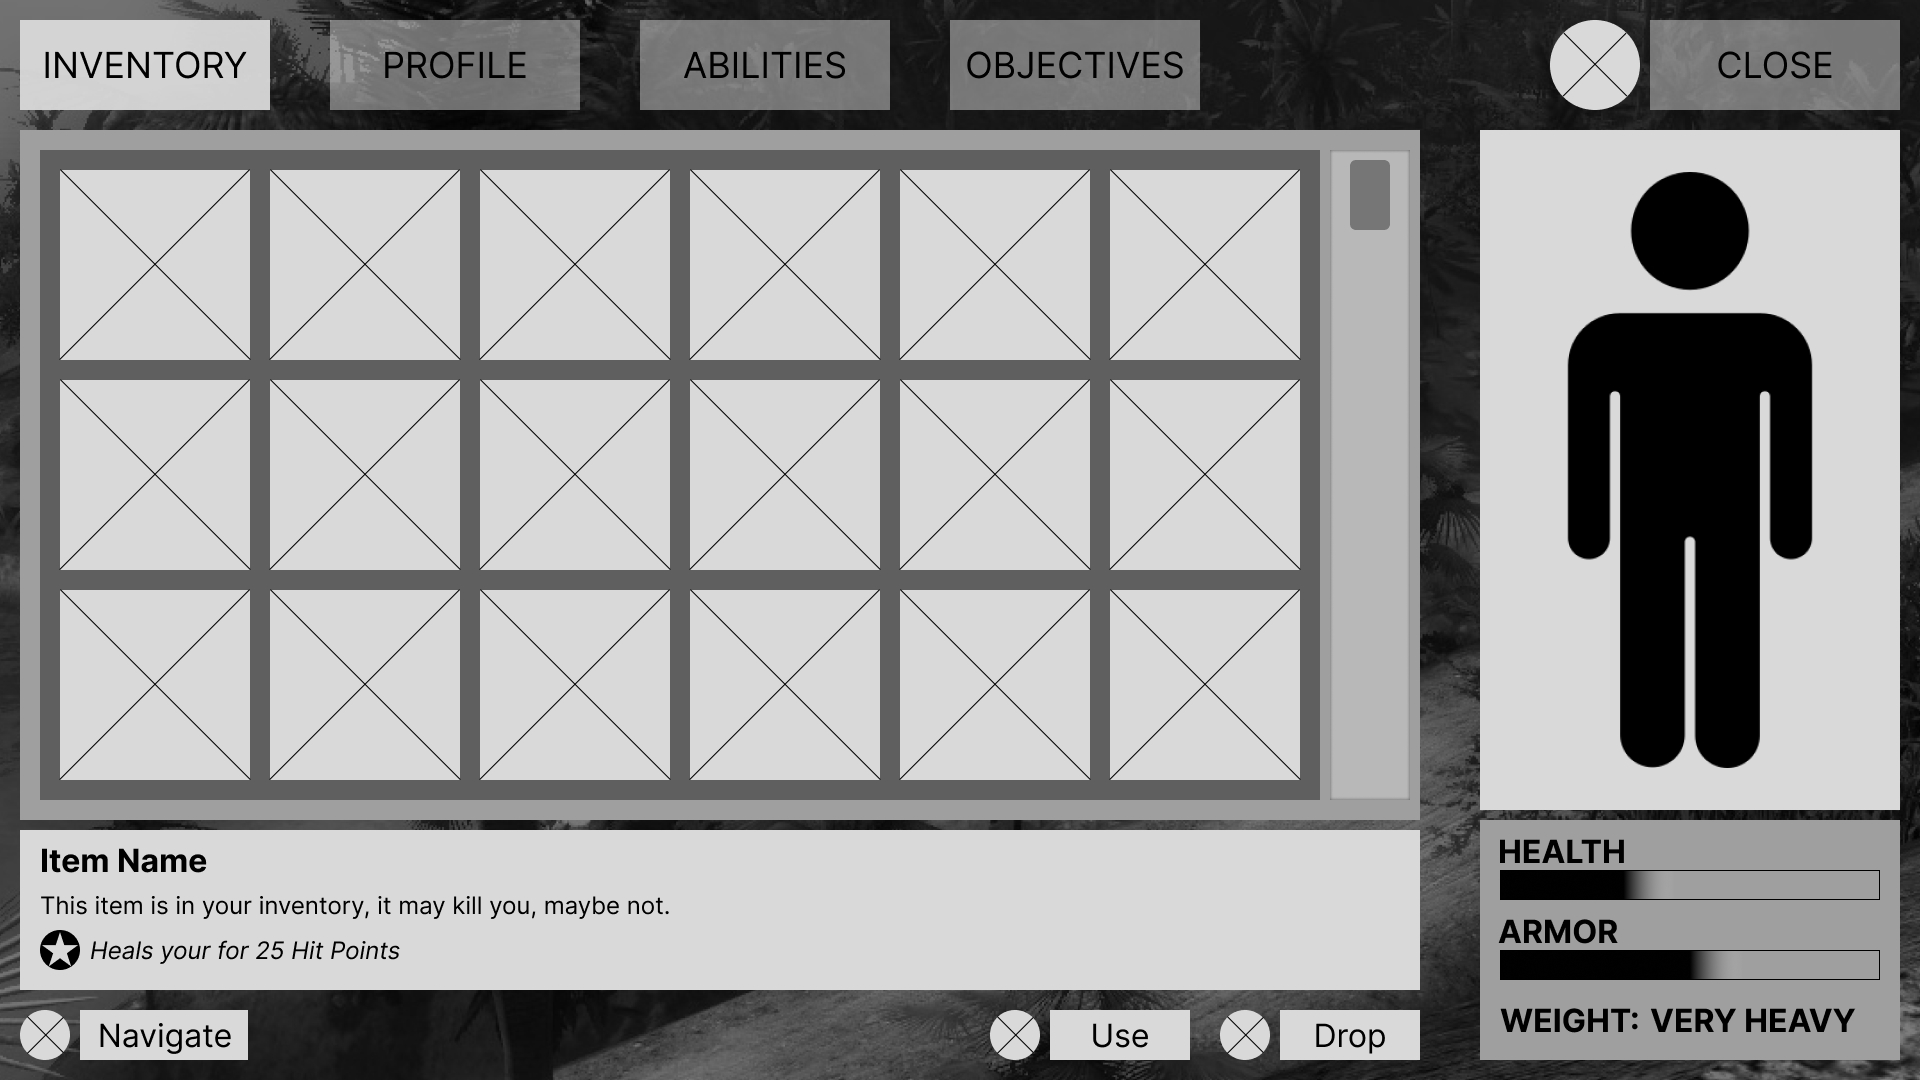 INVENTORY
PROFILE
ABILITIES
OBJECTIVES
CLOSE
Item Name
This item is in your inventory, it may kill you, maybe not.
Heals your for 25 Hit Points
HEALTH
ARMOR
WEIGHT: VERY HEAVY
Navigate
Use
Drop